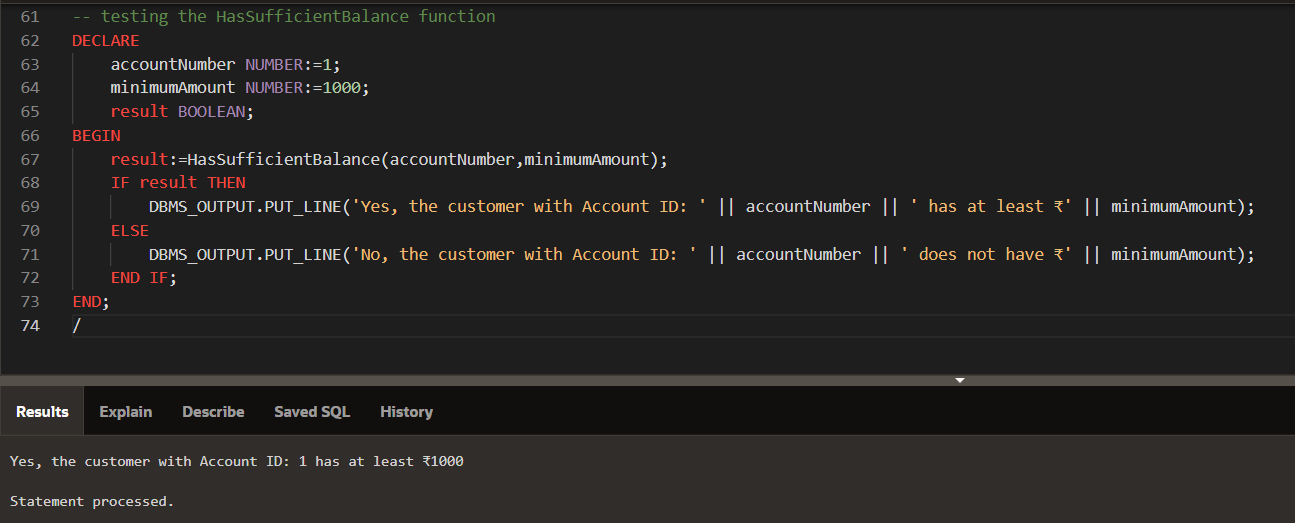 61 -- testing the HasSufficientBalance function
62 DECLARE
63 accountNumber NUMBER:=1;
64 minimumAmount NUMBER:=1000;
65 result BOOLEAN;
66 BEGIN
67 result:=HasSufficientBalance(accountNumber,minimumAmount);
68 IF result THEN
69 DBMS_OUTPUT.PUT_LINE('Yes, the customer with Account ID: ' || accountNumber || ' has at least ₹' || minimumAmount);
70 ELSE
71 DBMS_OUTPUT.PUT_LINE('No, the customer with Account ID: ' || accountNumber || ' does not have ₹' || minimumAmount);
72 END IF;
73 END;
74 /
Results Explain Describe Saved SQL History
Yes, the customer with Account ID: 1 has at least ₹1000
Statement processed.